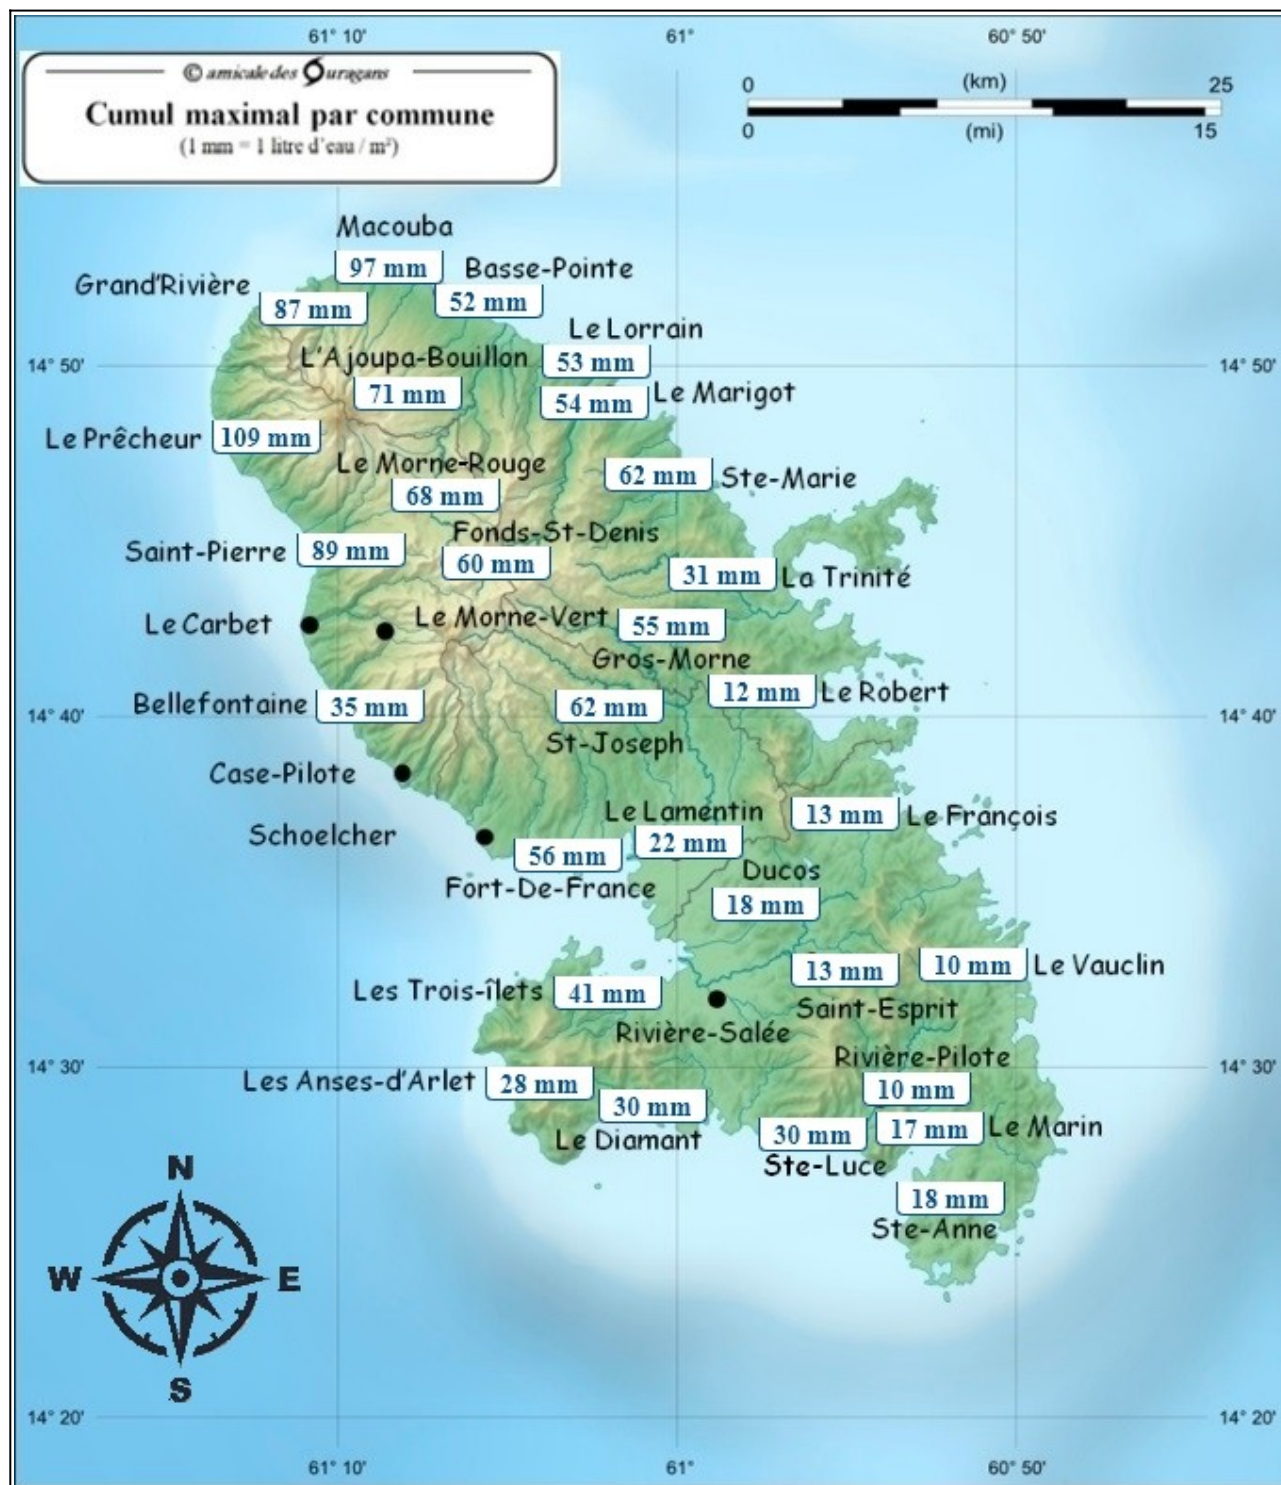 61° 10'
61°
60° 50'
© amicale des Ouragans
Cumul maximal par commune
(1 mm = 1 litre d'eau / m²)
0
(km)
25
0
(mi)
15
Macouba
97 mm
Basse-Pointe
52 mm
Grand'Rivière
87 mm
Le Lorrain
53 mm
L'Ajoupa-Bouillon
71 mm
14° 50'
14° 50'
Le Marigot
54 mm
Le Prêcheur
109 mm
Le Morne-Rouge
68 mm
62 mm
Ste-Marie
Fonds-St-Denis
60 mm
Saint-Pierre
89 mm
31 mm
La Trinité
Le Carbet
Le Morne-Vert
55 mm
Gros-Morne
12 mm
Le Robert
Bellefontaine
35 mm
62 mm
St-Joseph
14° 40'
14° 40'
Case-Pilote
Le Lamentin
22 mm
13 mm
Le François
Schoelcher
56 mm
Fort-De-France
Ducos
18 mm
Les Trois-îlets
41 mm
13 mm
Saint-Esprit
10 mm
Le Vauclin
Rivière-Salée
Rivière-Pilote
10 mm
14° 30'
14° 30'
Les Anses-d'Arlet
28 mm
30 mm
Le Diamant
30 mm
Ste-Luce
17 mm
Le Marin
18 mm
Ste-Anne
N
W
E
S
14° 20'
14° 20'
61° 10'
61°
60° 50'